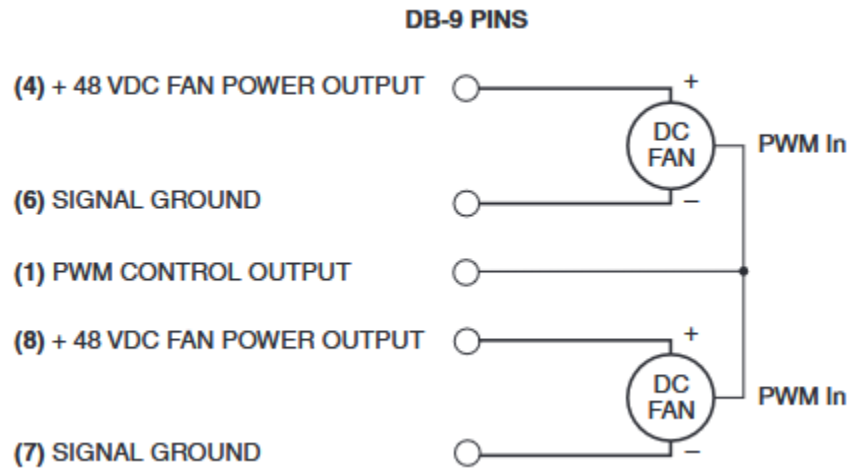 DB-9 PINS
(4) + 48 VDC FAN POWER OUTPUT
+
DC
FAN
PWM In
(6) SIGNAL GROUND
–
(1) PWM CONTROL OUTPUT
(8) + 48 VDC FAN POWER OUTPUT
+
DC
FAN
PWM In
(7) SIGNAL GROUND
–